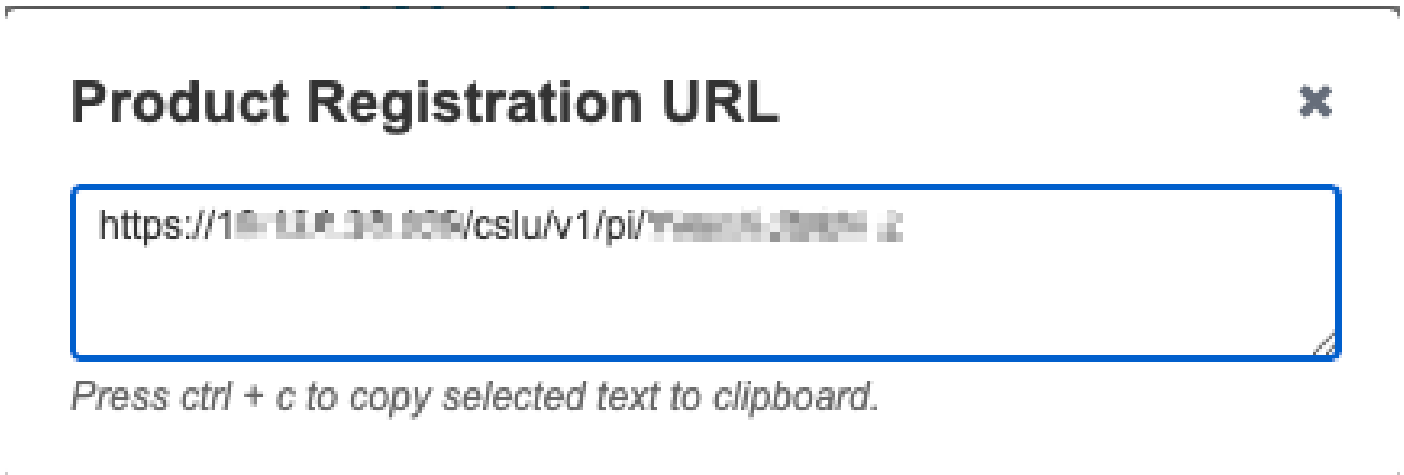 Product Registration URL
https://1 /cslu/v1/pi/
Press ctrl + c to copy selected text to clipboard.